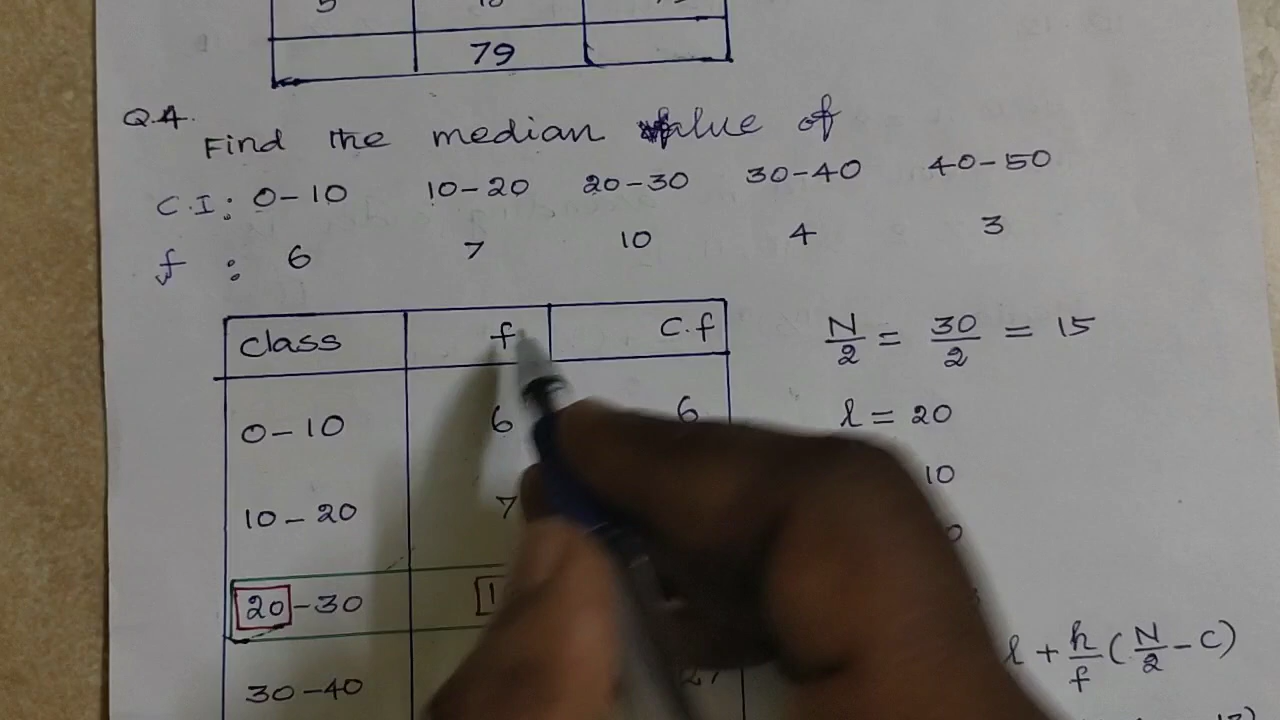 79
Q.4. Find the median value of
C.I: 0-10 10-20 20-30 30-40 40-50
f : 6 7 10 4 3
class f C.f
0-10 6 6
10-20 7
20-30
30-40 27
N/2 = 30/2 = 15
l = 20
10
l + h/f (N/2 - C)